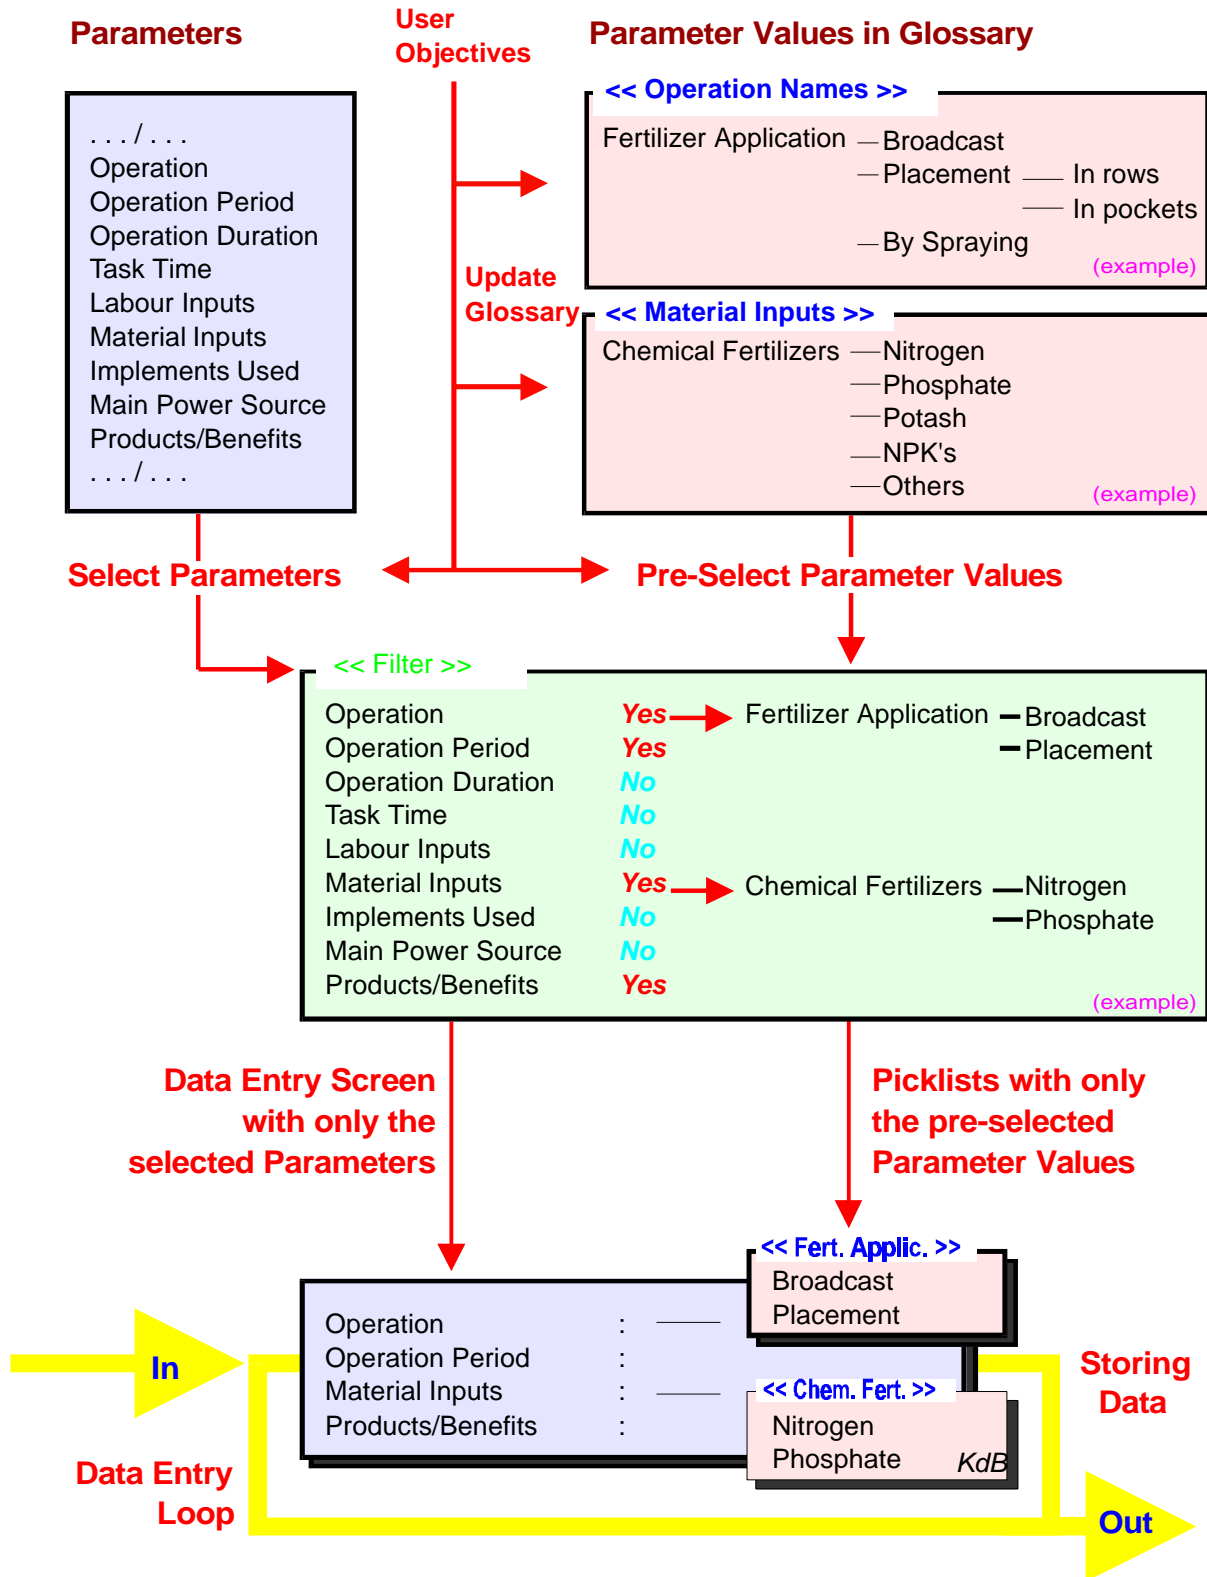 Parameters
User
Objectives
Parameter Values in Glossary
. . . / . . .
Operation
Operation Period
Operation Duration
Task Time
Labour Inputs
Material Inputs
Implements Used
Main Power Source
Products/Benefits
. . . / . . .
<< Operation Names >>
Fertilizer Application
Broadcast
Placement
In rows
In pockets
By Spraying
(example)
Update
Glossary
<< Material Inputs >>
Chemical Fertilizers
Nitrogen
Phosphate
Potash
NPK's
Others
(example)
Select Parameters
Pre-Select Parameter Values
<< Filter >>
Operation Yes Fertilizer Application Broadcast
Operation Period Yes Placement
Operation Duration No
Task Time No
Labour Inputs No
Material Inputs Yes Chemical Fertilizers Nitrogen
Implements Used No Phosphate
Main Power Source No
Products/Benefits Yes
(example)
Data Entry Screen
with only the
selected Parameters
Picklists with only
the pre-selected
Parameter Values
<< Fert. Applic. >>
Broadcast
Placement
Operation :
Operation Period :
Material Inputs :
Products/Benefits :
<< Chem. Fert. >>
Nitrogen
Phosphate
KdB
In
Storing
Data
Data Entry
Loop
Out